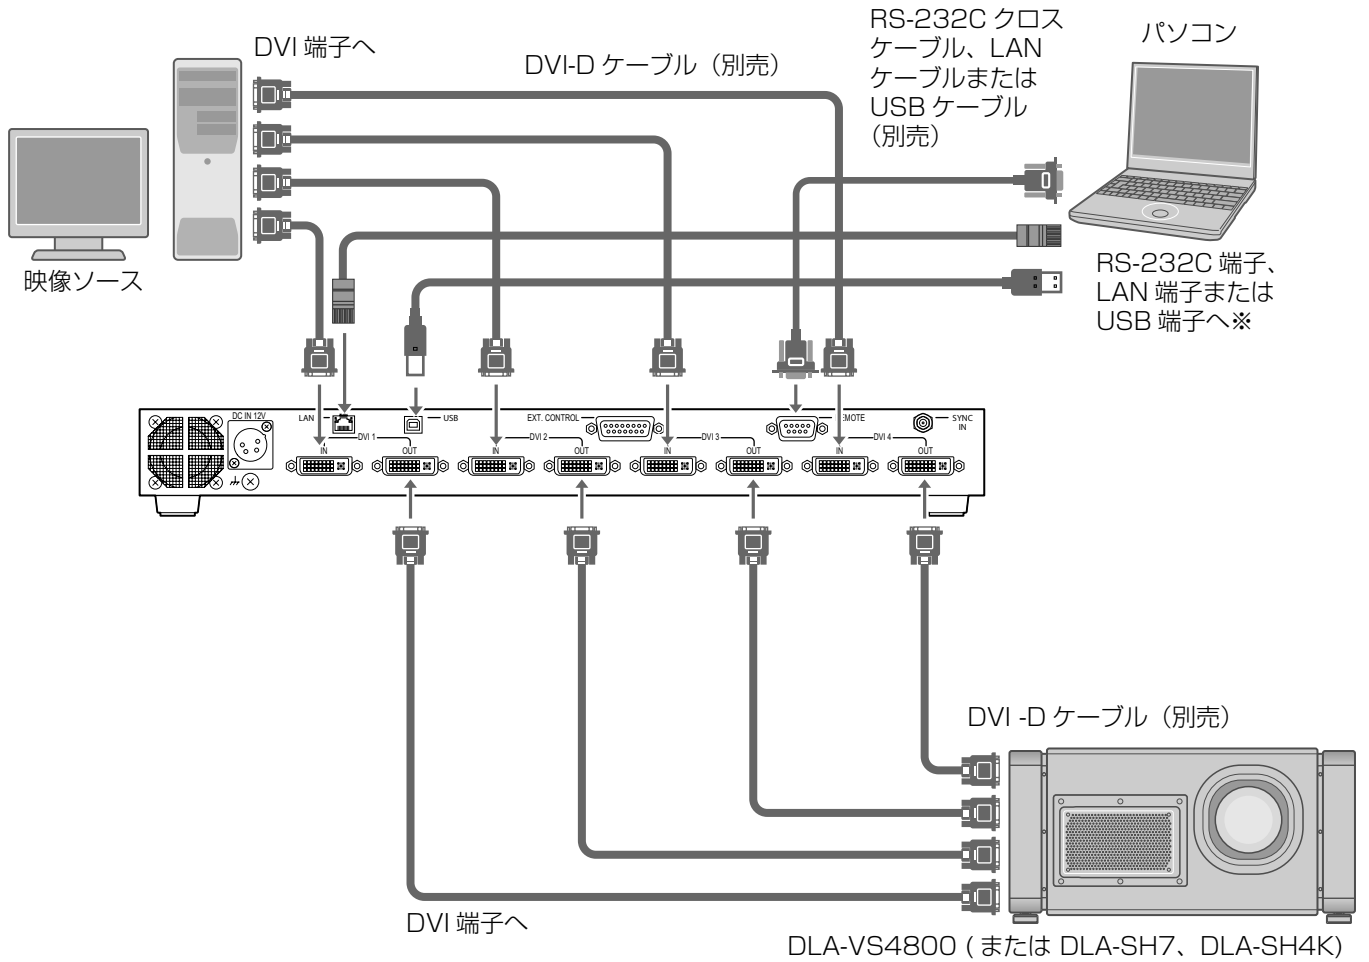 DVI 端子へ
DVI-D ケーブル（別売）
RS-232C クロス
ケーブル、LAN
ケーブルまたは
USB ケーブル
（別売）
パソコン
映像ソース
RS-232C 端子、
LAN 端子または
USB 端子へ※
DC IN 12V
LAN
USB
EXT. CONTROL
EMOTE
SYNC
IN
DVI 1
DVI 2
DVI 3
DVI 4
IN
OUT
IN
OUT
IN
OUT
IN
OUT
DVI -D ケーブル（別売）
DVI 端子へ
DLA-VS4800 ( または DLA-SH7、DLA-SH4K)